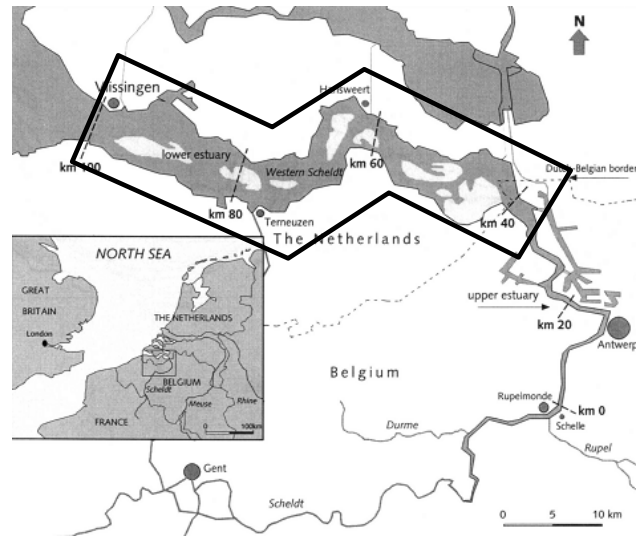 N
Vlissingen
Hansweert
km 100
lower estuary
km 60
Western Scheldt
Dutch-Belgian border
km 80
Terneuzen
km 40
The Netherlands
NORTH SEA
GREAT
BRITAIN
London
THE NETHERLANDS
BELGIUM
Scheldt
Meuse
Rhine
FRANCE
0 100km
upper estuary
km 20
Antwerp
Belgium
Rupelmonde
km 0
Schelle
Durme
Rupel
Gent
Scheldt
0 5 10 km